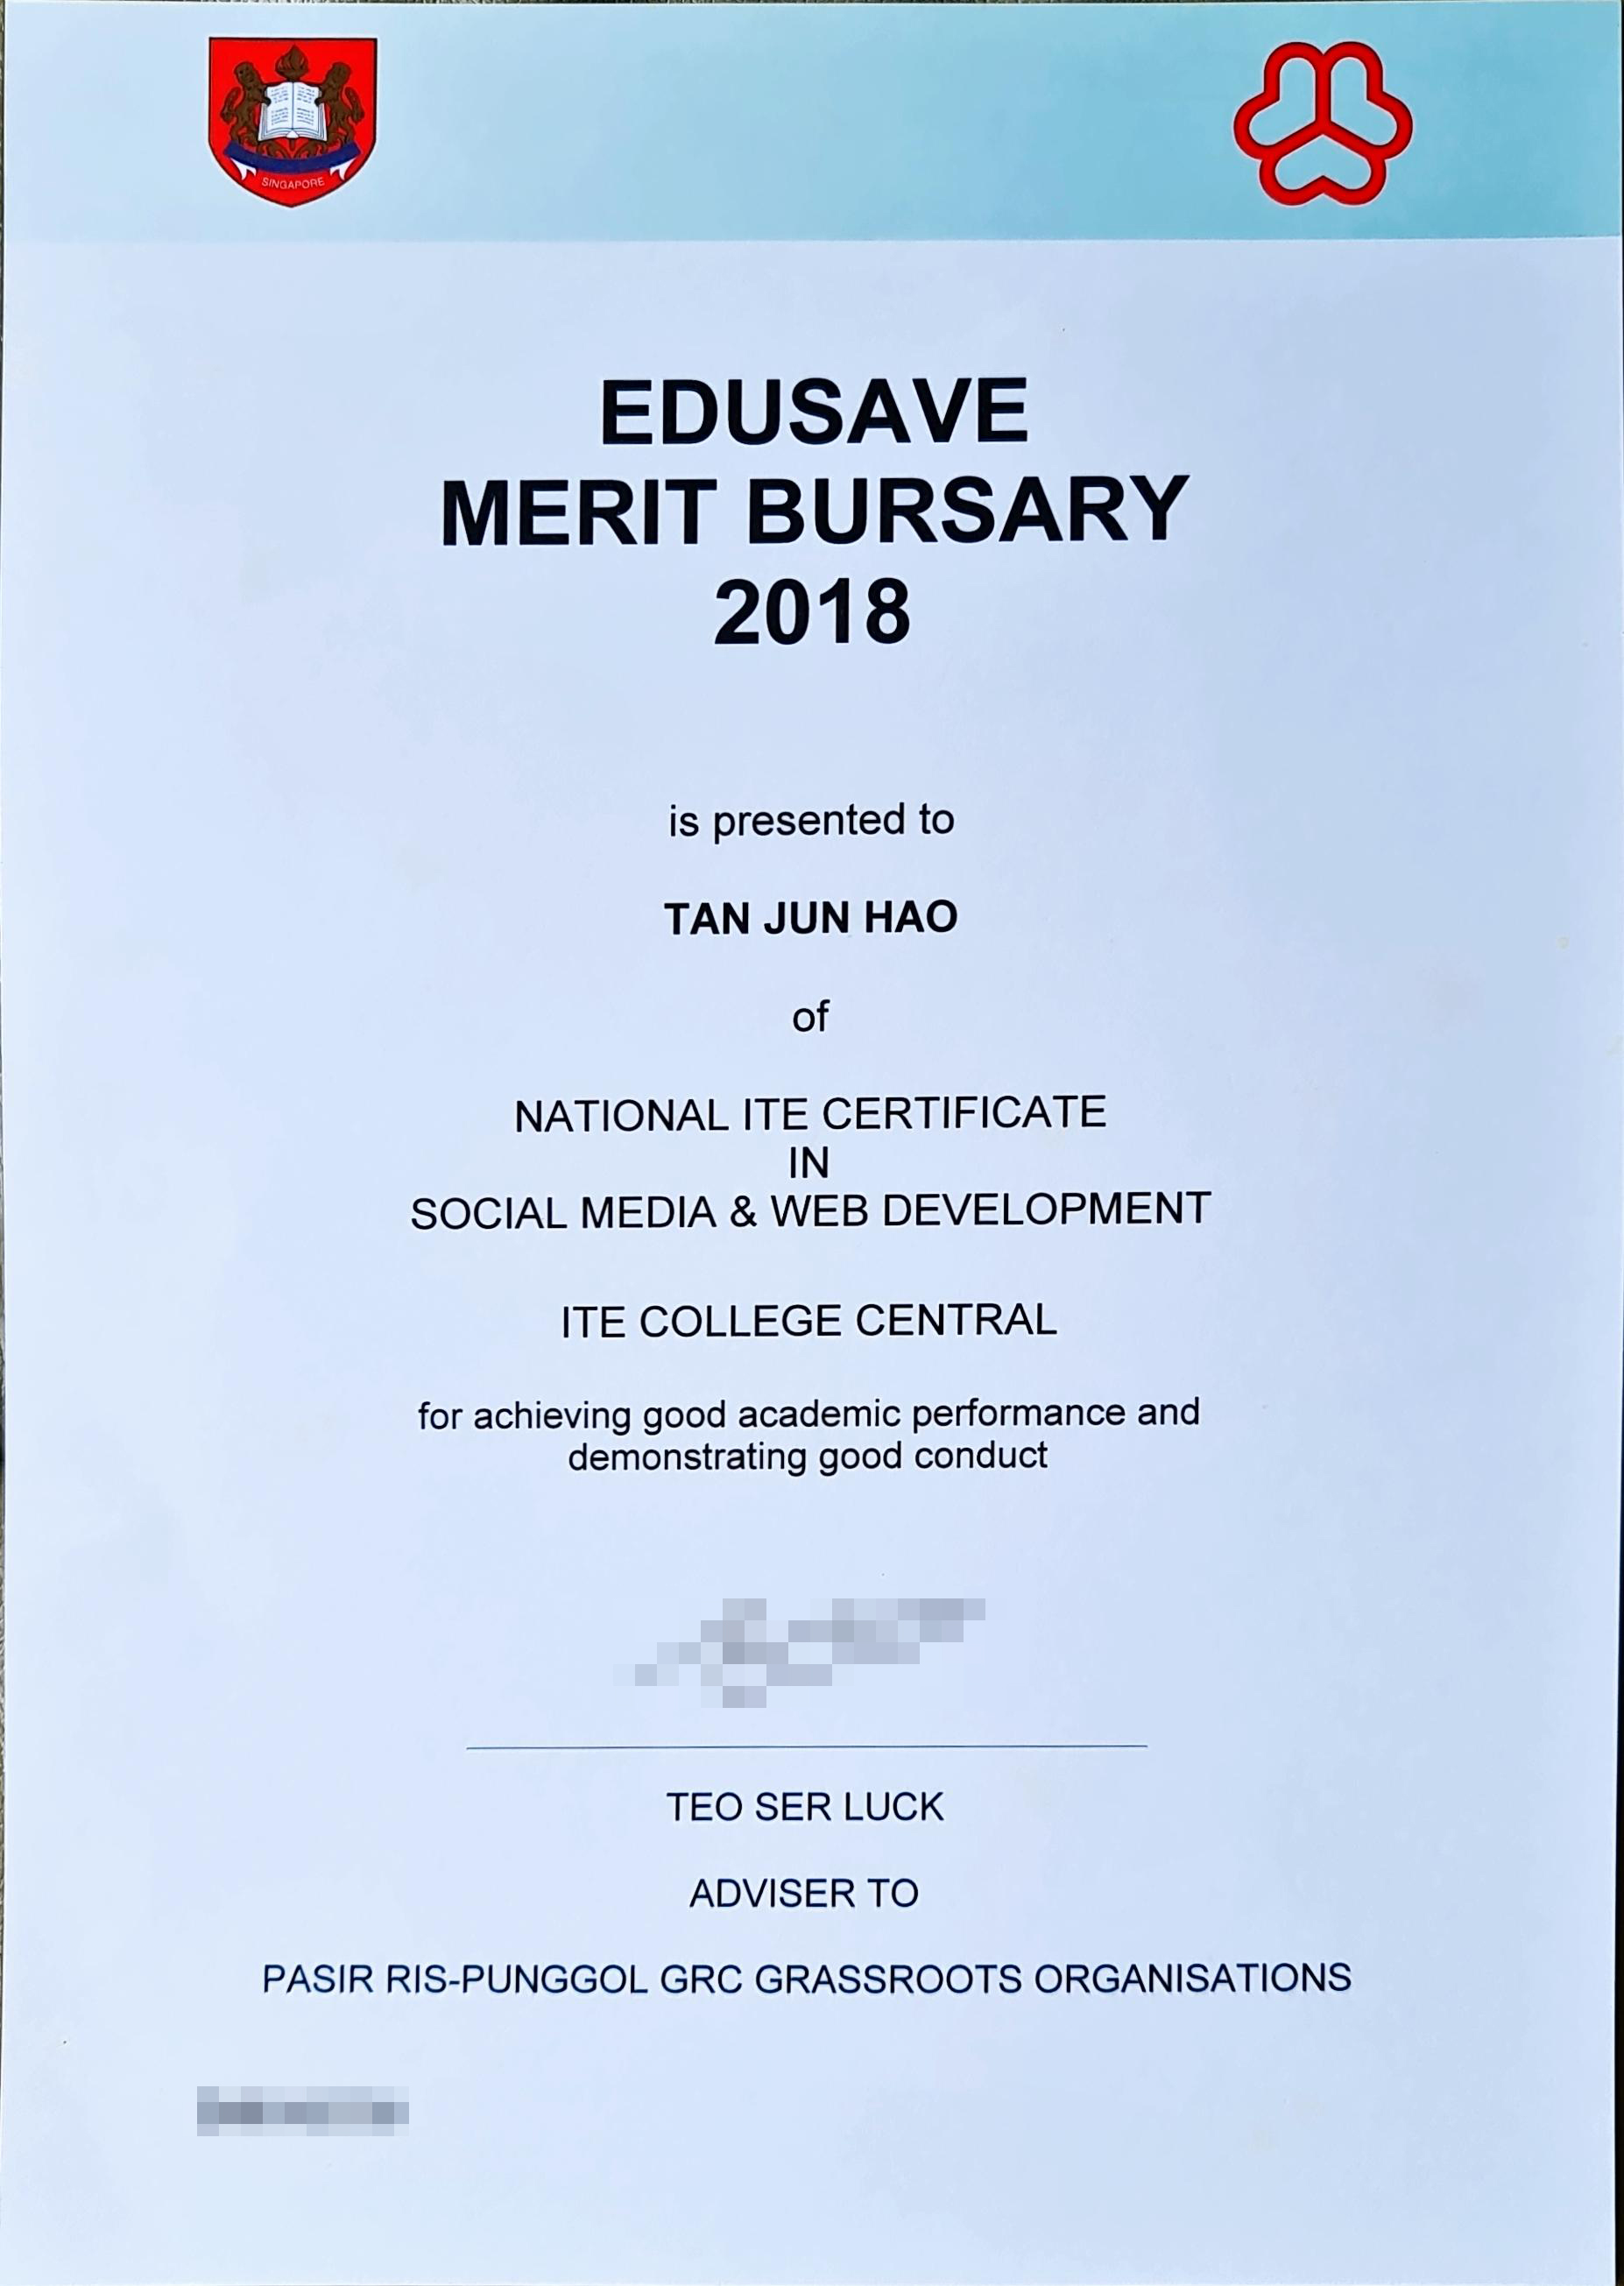 SINGAPORE
EDUSAVE
MERIT BURSARY
2018
is presented to
TAN JUN HAO
of
NATIONAL ITE CERTIFICATE
IN
SOCIAL MEDIA & WEB DEVELOPMENT
ITE COLLEGE CENTRAL
for achieving good academic performance and
demonstrating good conduct
TEO SER LUCK
ADVISER TO
PASIR RIS-PUNGGOL GRC GRASSROOTS ORGANISATIONS